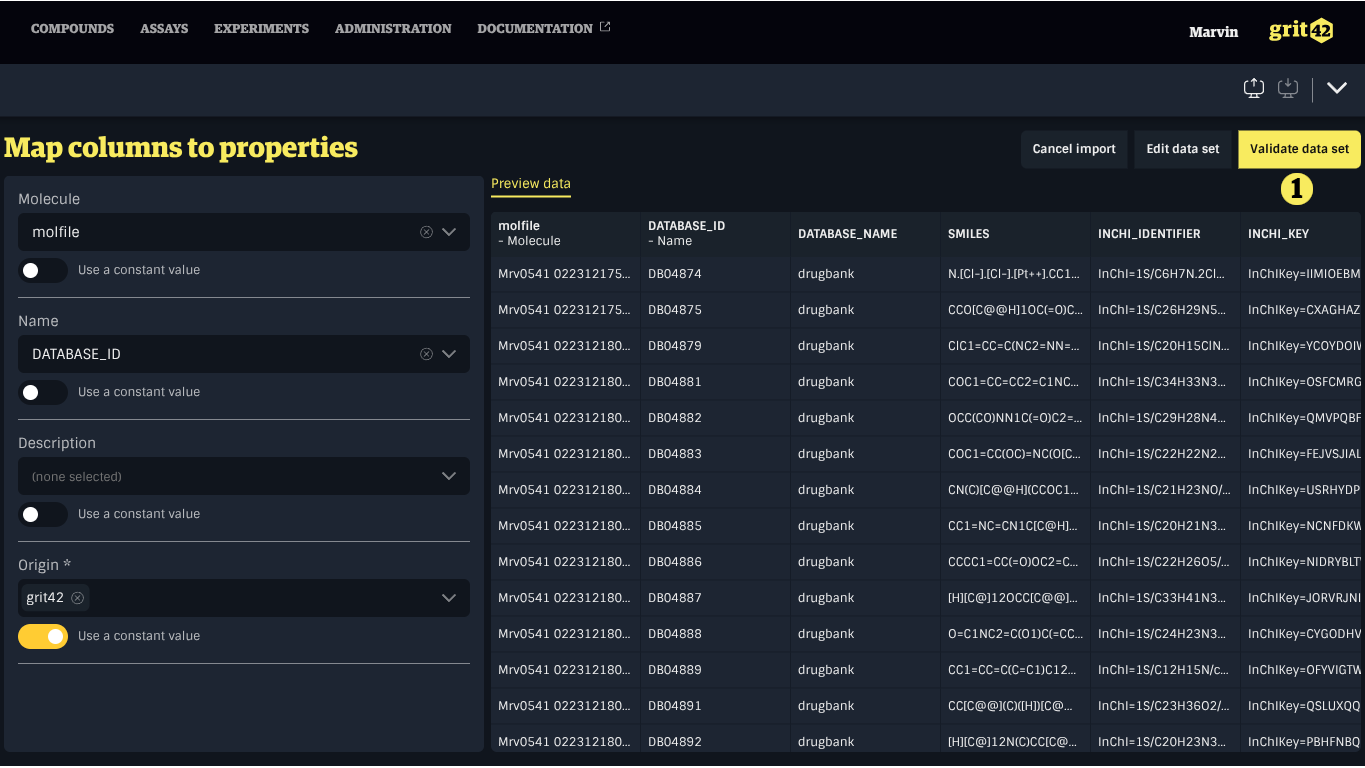 COMPOUNDS ASSAYS EXPERIMENTS ADMINISTRATION DOCUMENTATION Marvin grit42
Map columns to properties
Cancel import Edit data set Validate data set
1
Molecule
molfile
Use a constant value
Name
DATABASE_ID
Use a constant value
Description
(none selected)
Use a constant value
Origin *
grit42
Use a constant value
Preview data
molfile - Molecule DATABASE_ID - Name DATABASE_NAME SMILES INCHI_IDENTIFIER INCHI_KEY
Mrv0541 022312175... DB04874 drugbank N.[Cl-].[Cl-].[Pt++].CC1... InChI=1S/C6H7N.2Cl... InChIKey=IIMIOEBM
Mrv0541 022312175... DB04875 drugbank CCO[C@@H]1OC(=O)C... InChI=1S/C26H29N5... InChIKey=CXAGHAZ
Mrv0541 022312180... DB04879 drugbank ClC1=CC=C(NC2=NN=... InChI=1S/C20H15ClN... InChIKey=YCOYDOIW
Mrv0541 022312180... DB04881 drugbank COC1=CC=CC2=C1NC... InChI=1S/C34H33N3... InChIKey=OSFCMRG
Mrv0541 022312180... DB04882 drugbank OCC(CO)NN1C(=O)C2=... InChI=1S/C29H28N4... InChIKey=QMVPQBF
Mrv0541 022312180... DB04883 drugbank COC1=CC(OC)=NC(O[C... InChI=1S/C22H22N2... InChIKey=FEJVSJIAL
Mrv0541 022312180... DB04884 drugbank CN(C)[C@@H](CCOC1... InChI=1S/C21H23NO/... InChIKey=USRHYDP
Mrv0541 022312180... DB04885 drugbank CC1=NC=CN1C[C@H]... InChI=1S/C20H21N3... InChIKey=NCNFDKW
Mrv0541 022312180... DB04886 drugbank CCCC1=CC(=O)OC2=C... InChI=1S/C22H26O5/... InChIKey=NIDRYBLT
Mrv0541 022312180... DB04887 drugbank [H][C@]12OCC[C@@]... InChI=1S/C33H41N3... InChIKey=JORVRJNI
Mrv0541 022312180... DB04888 drugbank O=C1NC2=C(O1)C(=CC... InChI=1S/C24H23N3... InChIKey=CYGODHV
Mrv0541 022312180... DB04889 drugbank CC1=CC=C(C=C1)C12... InChI=1S/C12H15N/c... InChIKey=OFYVIGTW
Mrv0541 022312180... DB04891 drugbank CC[C@@](C)([H])[C@... InChI=1S/C23H36O2/... InChIKey=QSLUXQQ
Mrv0541 022312180... DB04892 drugbank [H][C@]12N(C)CC[C@... InChI=1S/C20H23N3... InChIKey=PBHFNBQ